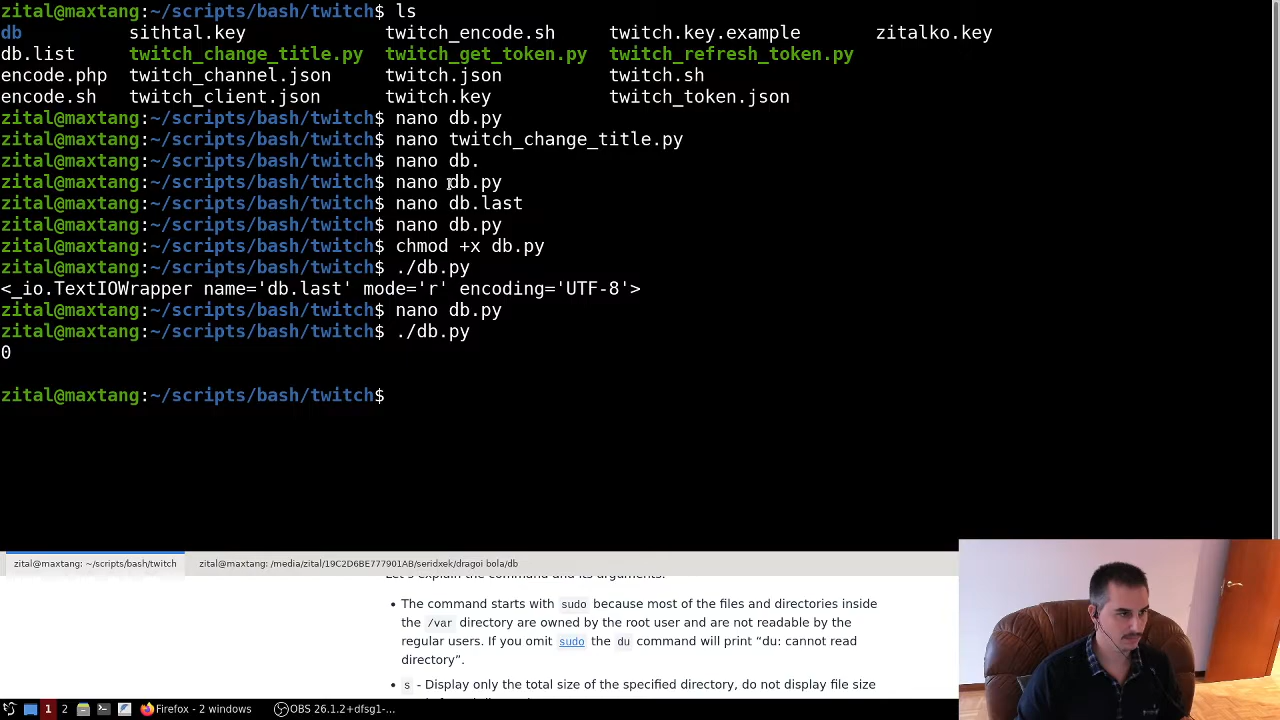 zital@maxtang:~/scripts/bash/twitch$ ls
db sithtal.key twitch_encode.sh twitch.key.example zitalko.key
db.list twitch_change_title.py twitch_get_token.py twitch_refresh_token.py
encode.php twitch_channel.json twitch.json twitch.sh
encode.sh twitch_client.json twitch.key twitch_token.json
zital@maxtang:~/scripts/bash/twitch$ nano db.py
zital@maxtang:~/scripts/bash/twitch$ nano twitch_change_title.py
zital@maxtang:~/scripts/bash/twitch$ nano db.
zital@maxtang:~/scripts/bash/twitch$ nano db.py
zital@maxtang:~/scripts/bash/twitch$ nano db.last
zital@maxtang:~/scripts/bash/twitch$ nano db.py
zital@maxtang:~/scripts/bash/twitch$ chmod +x db.py
zital@maxtang:~/scripts/bash/twitch$ ./db.py
<_io.TextIOWrapper name='db.last' mode='r' encoding='UTF-8'>
zital@maxtang:~/scripts/bash/twitch$ nano db.py
zital@maxtang:~/scripts/bash/twitch$ ./db.py
0
zital@maxtang:~/scripts/bash/twitch$
zital@maxtang: ~/scripts/bash/twitch zital@maxtang: /media/zital/19C2D6BE777901AB/seridxek/dragoi bola/db
Let's explain the command and its arguments:
• The command starts with sudo because most of the files and directories inside
the /var directory are owned by the root user and are not readable by the
regular users. If you omit sudo the du command will print “du: cannot read
directory”.
• s - Display only the total size of the specified directory, do not display file size
1 2 Firefox - 2 windows OBS 26.1.2+dfsg1-...